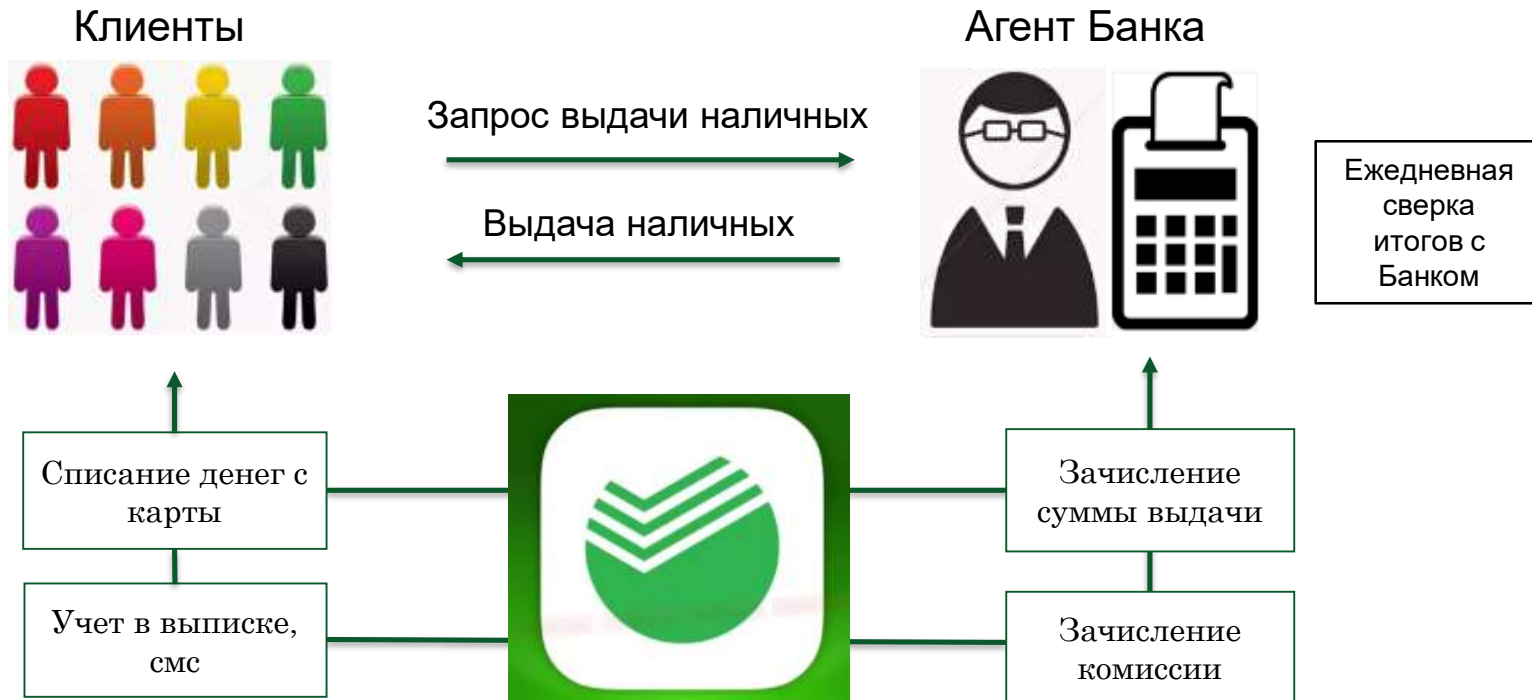 Клиенты
Агент Банка
Запрос выдачи наличных
Выдача наличных
Ежедневная
сверка
итогов с
Банком
Списание денег с
карты
Зачисление
суммы выдачи
Учет в выписке,
смс
Зачисление
комиссии